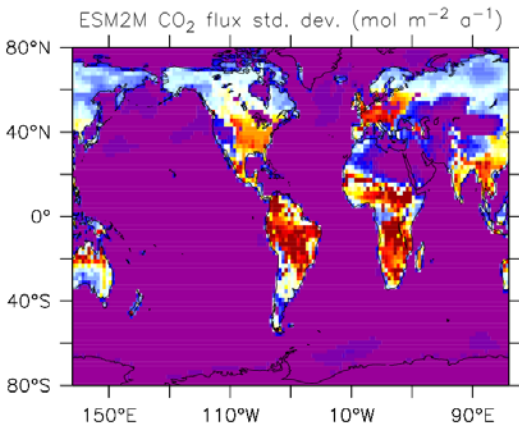 ESM2M CO₂ flux std. dev. (mol m⁻² a⁻¹)
80°N
40°N
0°
40°S
80°S
150°E 110°W 10°W 90°E